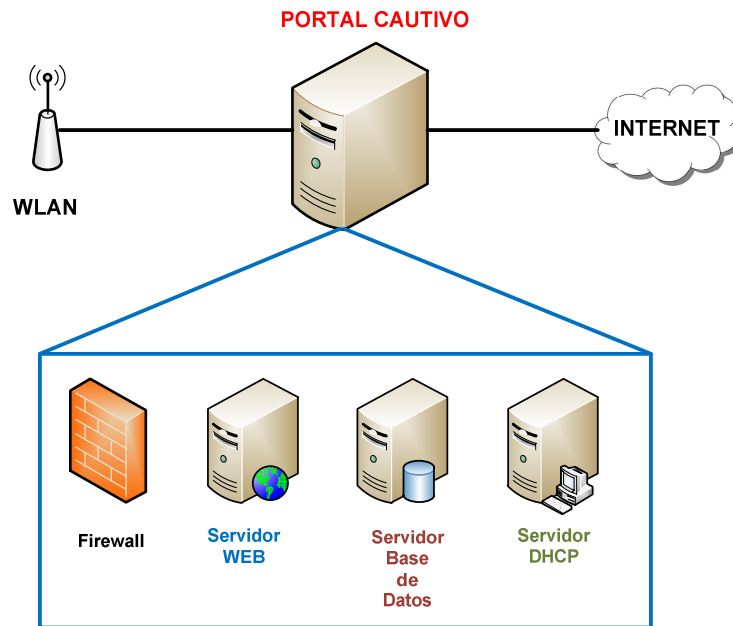 PORTAL CAUTIVO
INTERNET
WLAN
Firewall
Servidor
WEB
Servidor
Base
de
Datos
Servidor
DHCP